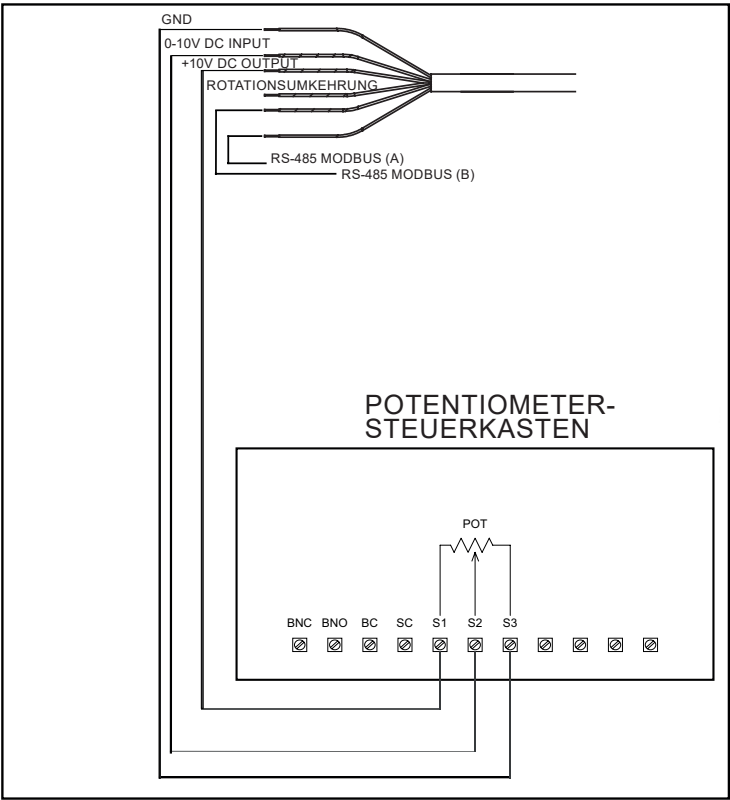 GND
0-10V DC INPUT
+10V DC OUTPUT
ROTATIONSUMKEHRUNG
RS-485 MODBUS (A)
RS-485 MODBUS (B)
POTENTIOMETER-
STEUERKASTEN
POT
BNC BNO BC SC S1 S2 S3